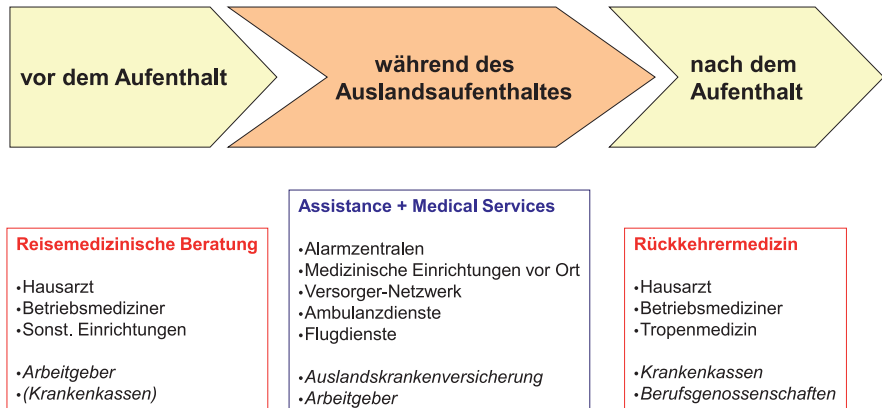 vor dem Aufenthalt
während des
Auslandsaufenthaltes
nach dem
Aufenthalt
Reisemedizinische Beratung
•Hausarzt
•Betriebsmediziner
•Sonst. Einrichtungen
•Arbeitgeber
•(Krankenkassen)
Assistance + Medical Services
•Alarmzentralen
•Medizinische Einrichtungen vor Ort
•Versorger-Netzwerk
•Ambulanzdienste
•Flugdienste
•Auslandskrankenversicherung
•Arbeitgeber
Rückkehrermedizin
•Hausarzt
•Betriebsmediziner
•Tropenmedizin
•Krankenkassen
•Berufsgenossenschaften